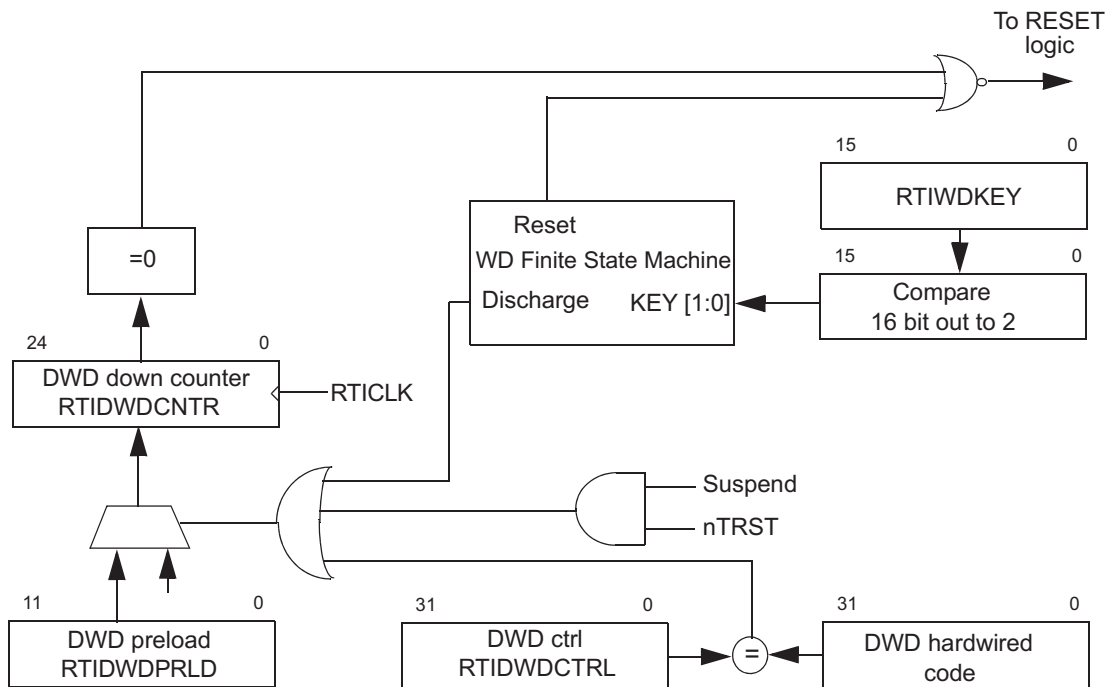 To RESET
logic
15 0
RTIWDKEY
Reset
WD Finite State Machine
Discharge KEY [1:0]
15 0
Compare
16 bit out to 2
=0
24 0
DWD down counter
RTIDWDCNTR
RTICLK
Suspend
nTRST
11 0
DWD preload
RTIDWDPRLD
31 0
DWD ctrl
RTIDWDCTRL
=
31 0
DWD hardwired
code